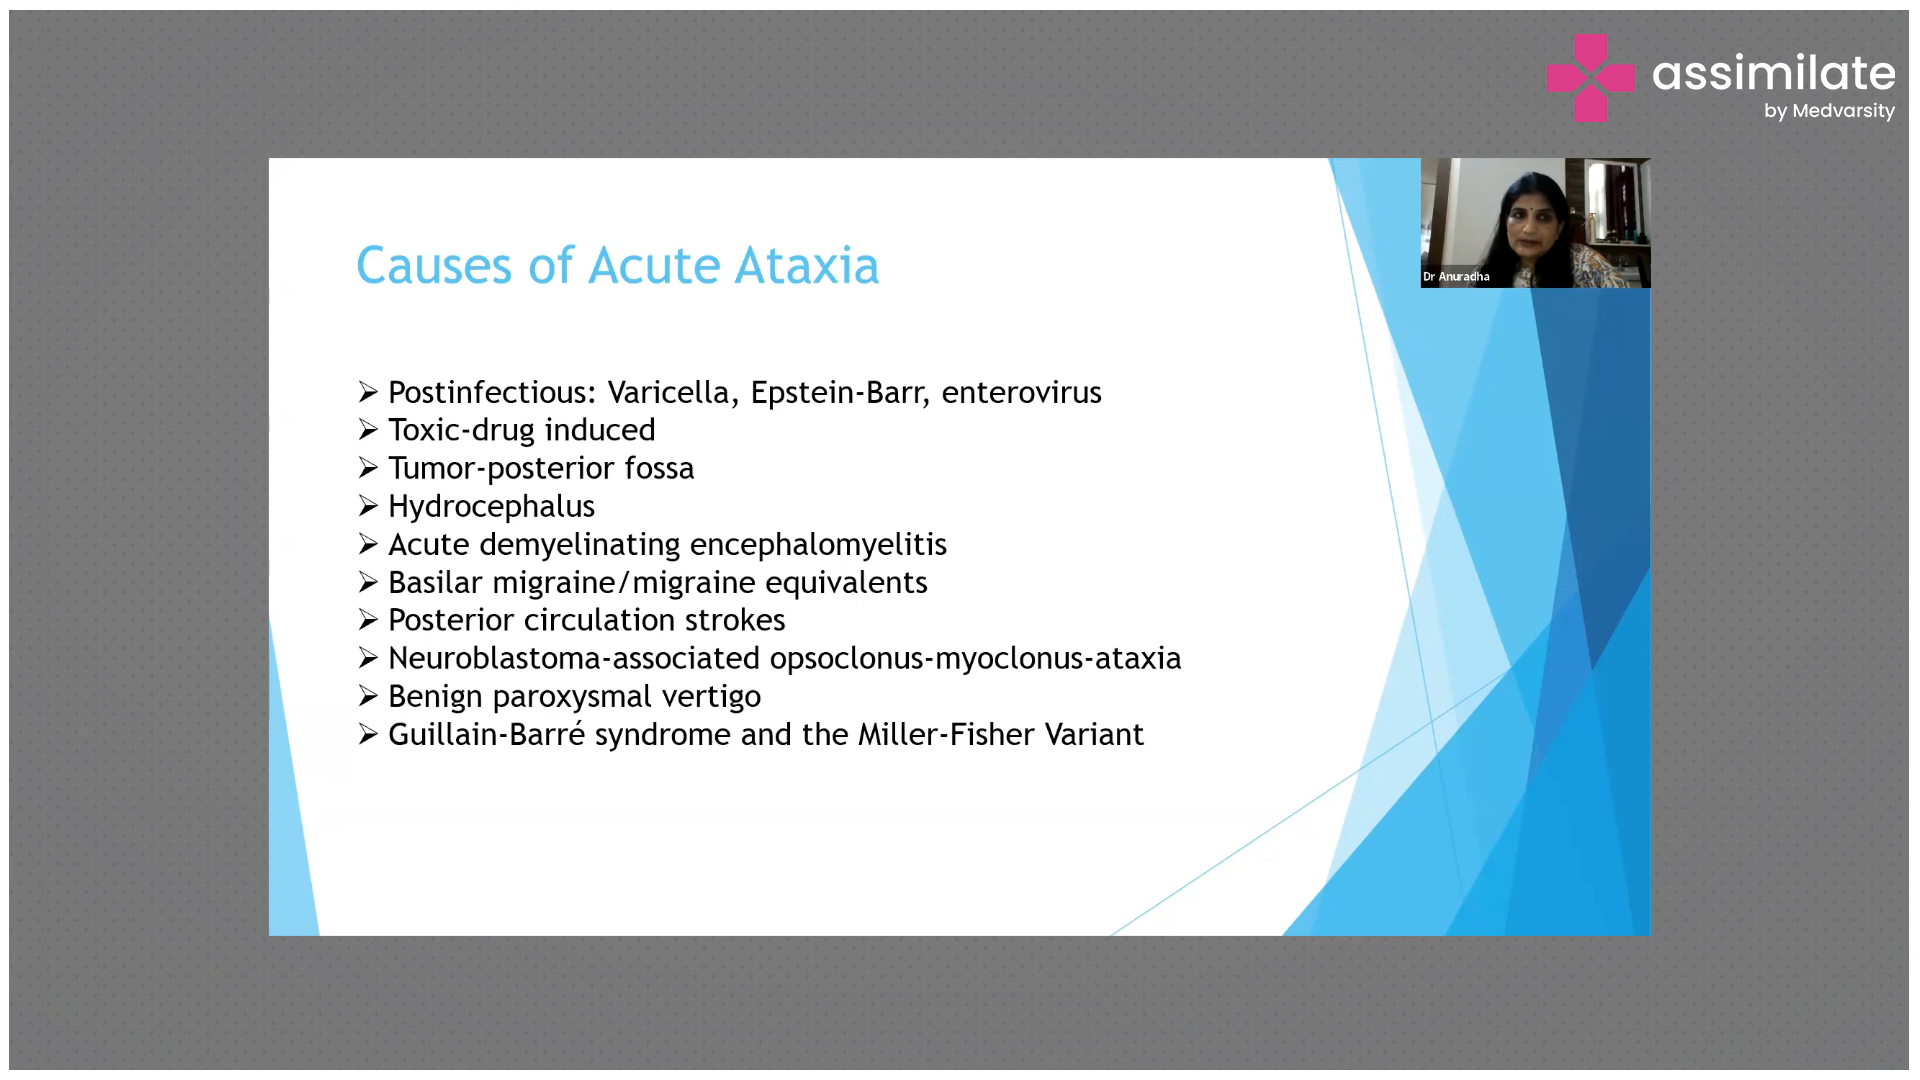 assimilate
by Medvarsity
Dr Anuradha
Causes of Acute Ataxia
➢ Postinfectious: Varicella, Epstein-Barr, enterovirus
➢ Toxic-drug induced
➢ Tumor-posterior fossa
➢ Hydrocephalus
➢ Acute demyelinating encephalomyelitis
➢ Basilar migraine/migraine equivalents
➢ Posterior circulation strokes
➢ Neuroblastoma-associated opsoclonus-myoclonus-ataxia
➢ Benign paroxysmal vertigo
➢ Guillain-Barré syndrome and the Miller-Fisher Variant